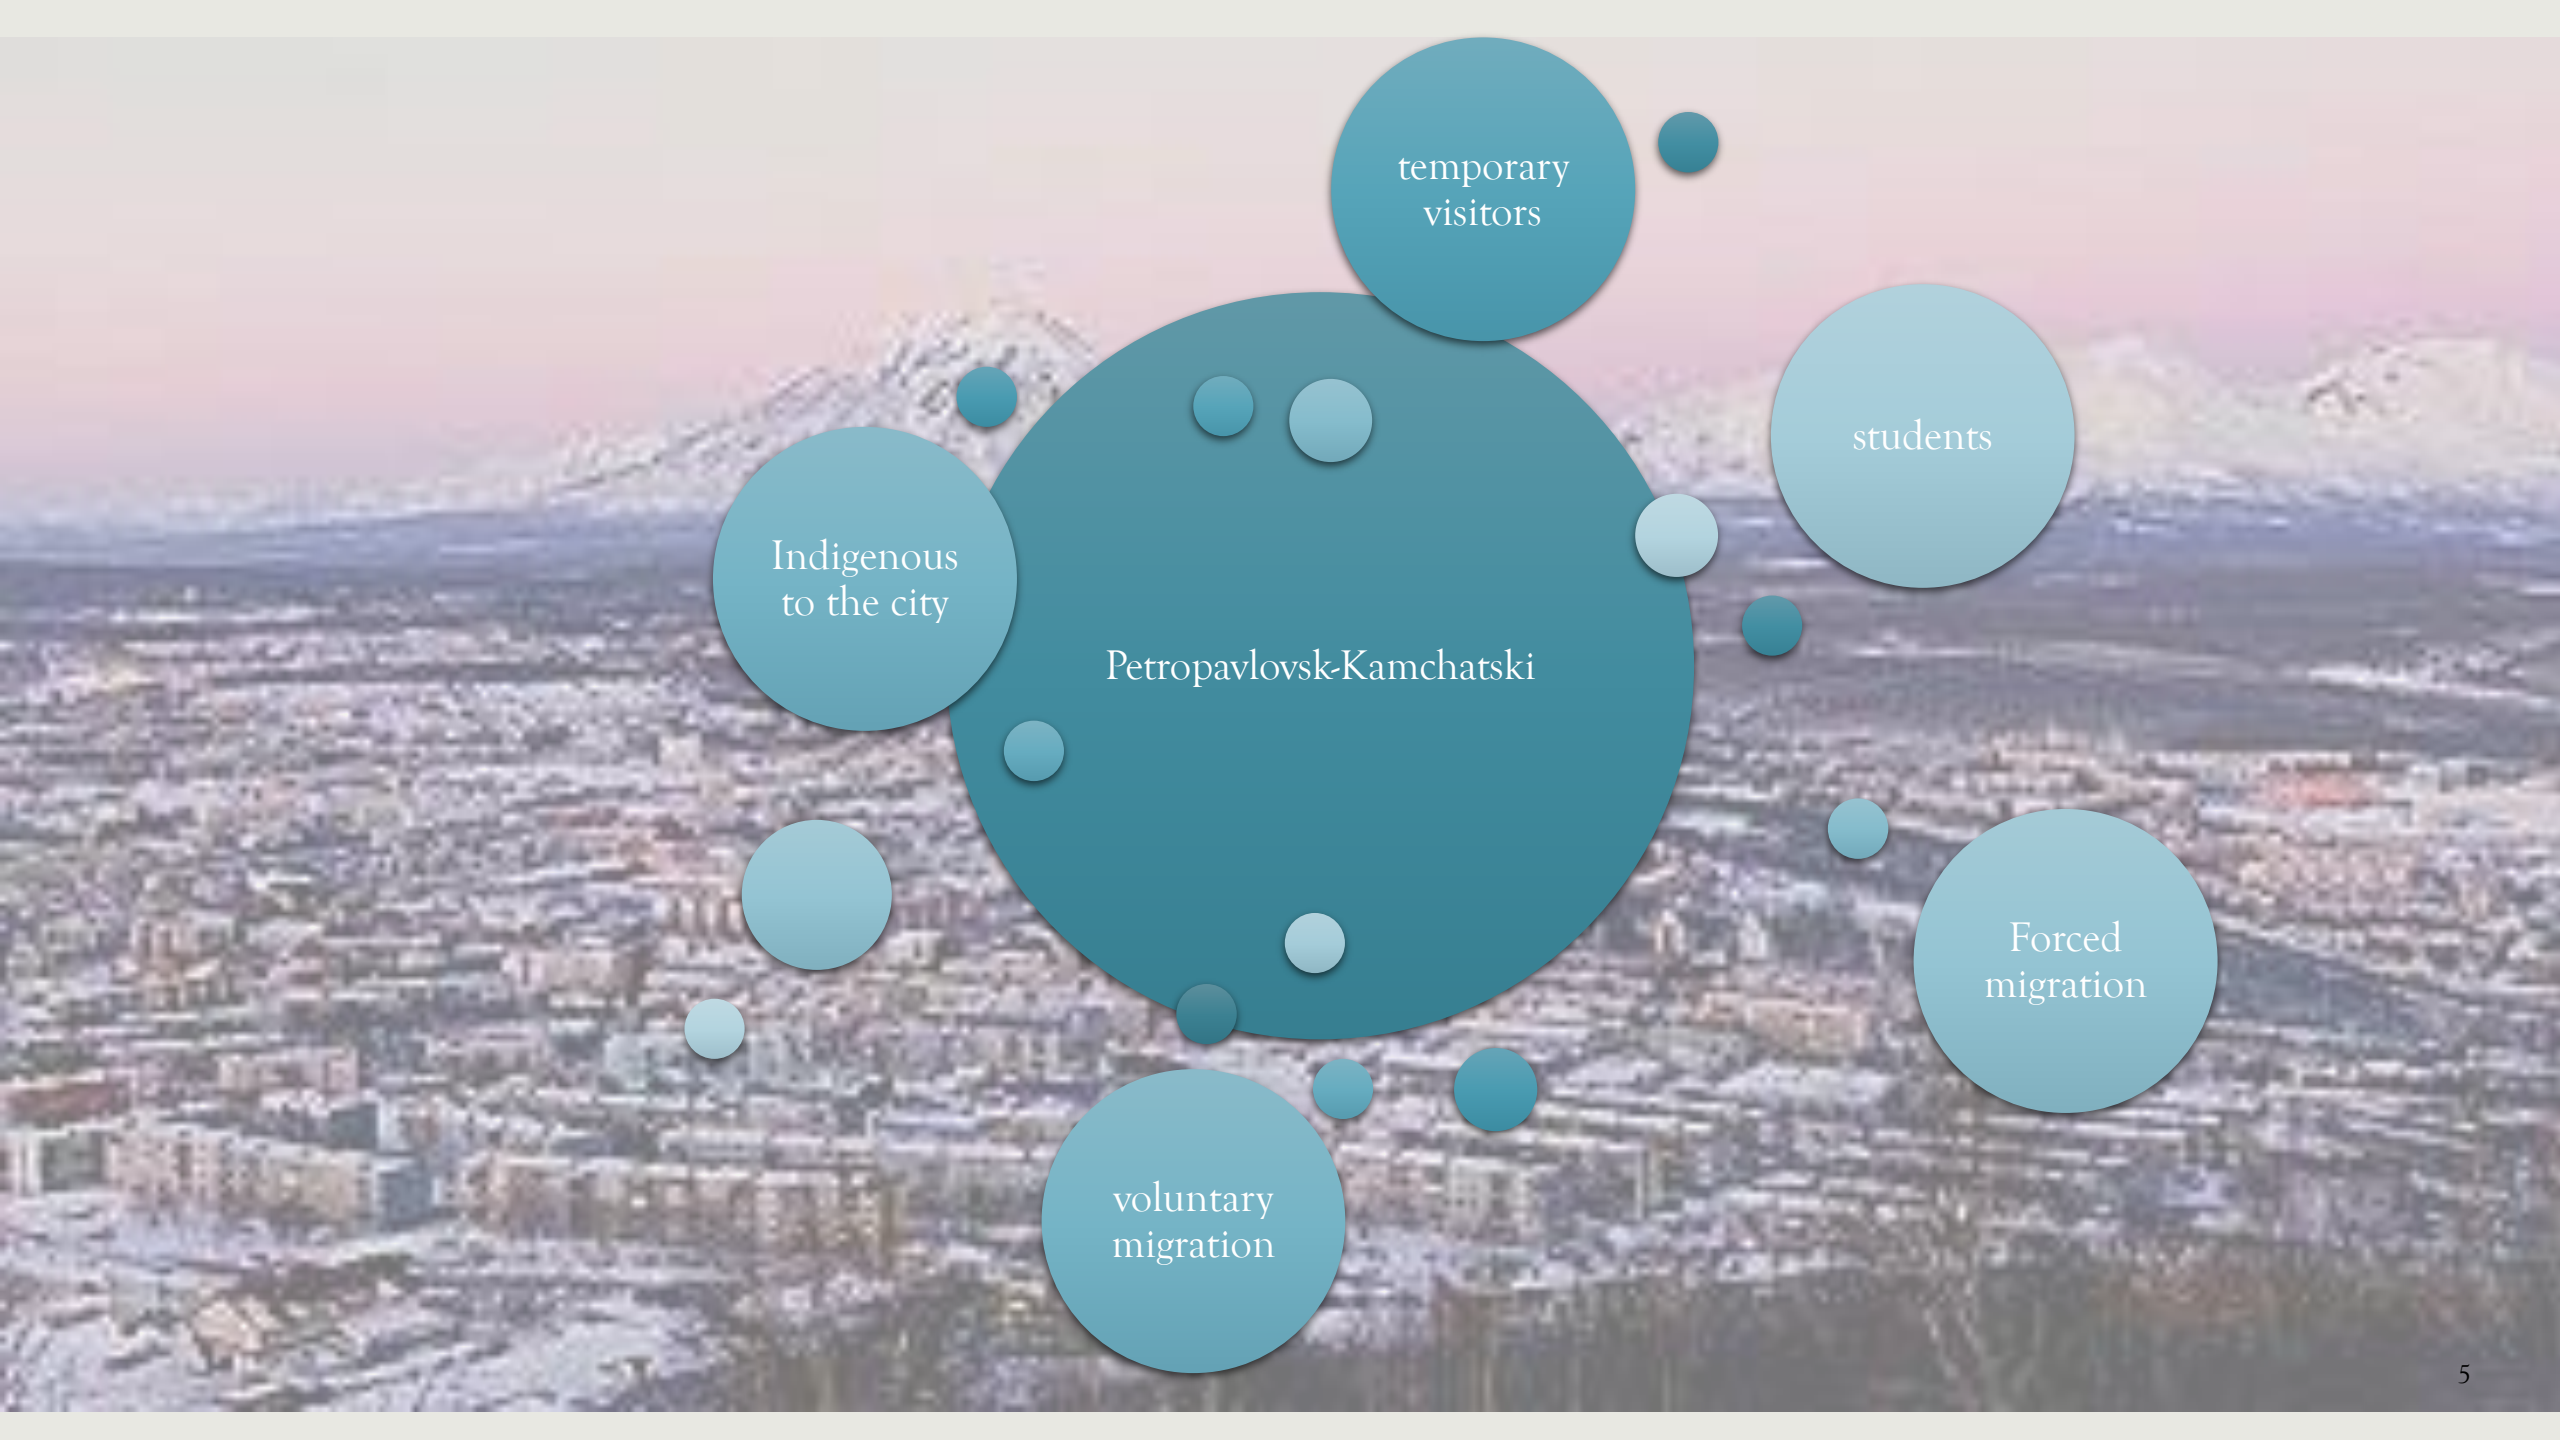 temporary
visitors
students
Indigenous
to the city
Petropavlovsk-Kamchatski
Forced
migration
voluntary
migration
5